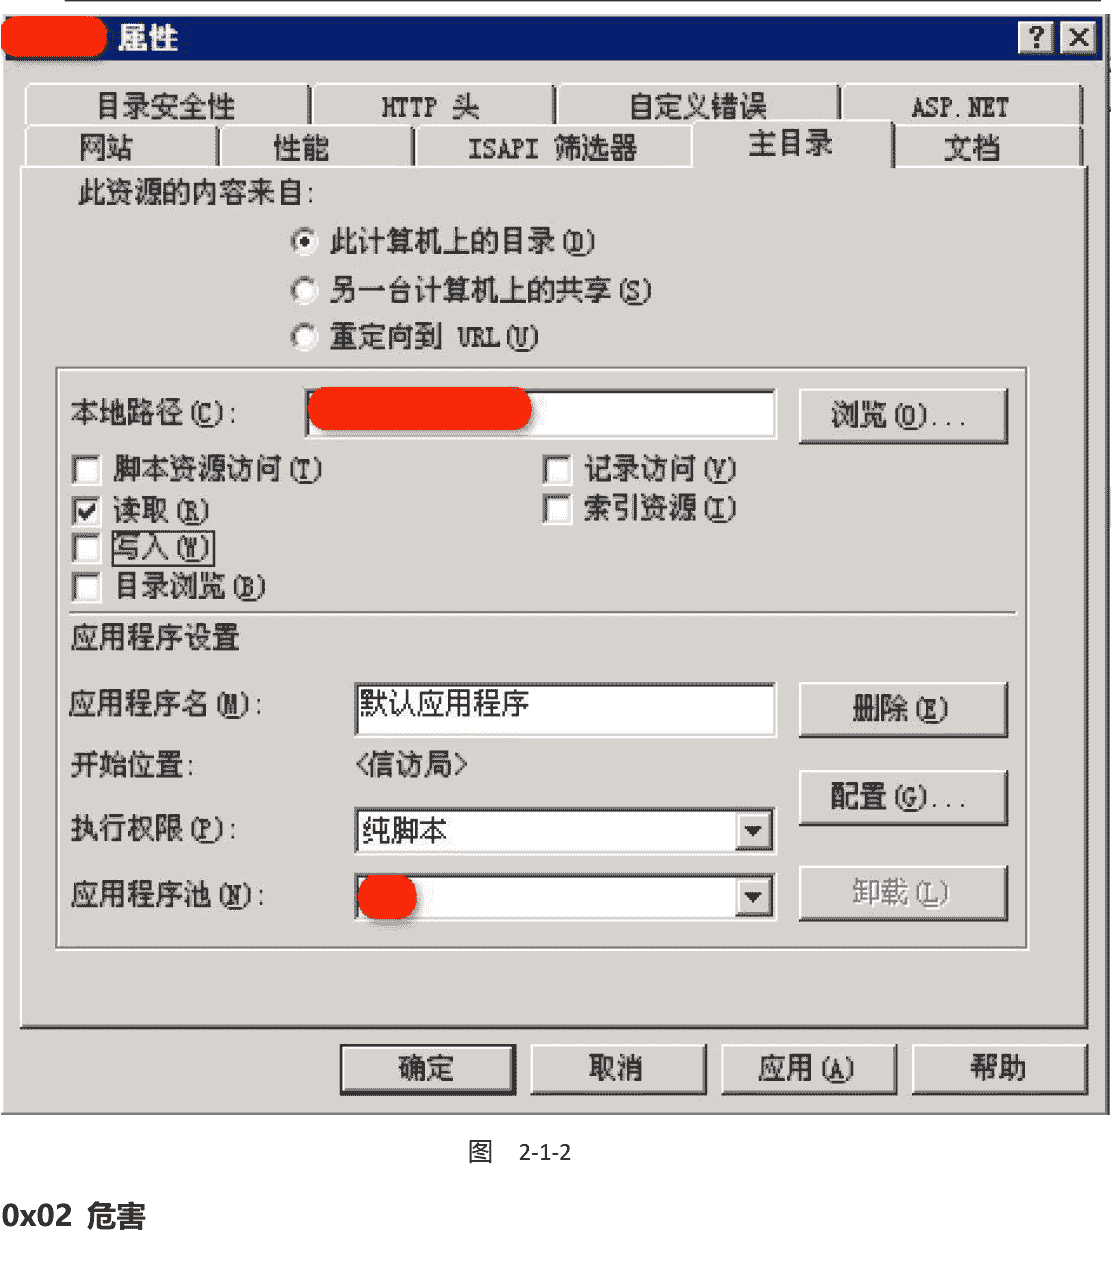 属性
目录安全性 HTTP 头 自定义错误 ASP.NET
网站 性能 ISAPI 筛选器 主目录 文档
此资源的内容来自:
此计算机上的目录(D)
另一台计算机上的共享(S)
重定向到 URL(U)
本地路径(C): 浏览(O)...
脚本资源访问(T) 记录访问(V)
读取(R) 索引资源(I)
写入(W)
目录浏览(B)
应用程序设置
应用程序名(M): 默认应用程序 删除(E)
开始位置: <信访局>
配置(G)...
执行权限(P): 纯脚本
应用程序池(N): 卸载(L)
确定 取消 应用(A) 帮助
图 2-1-2
0x02 危害